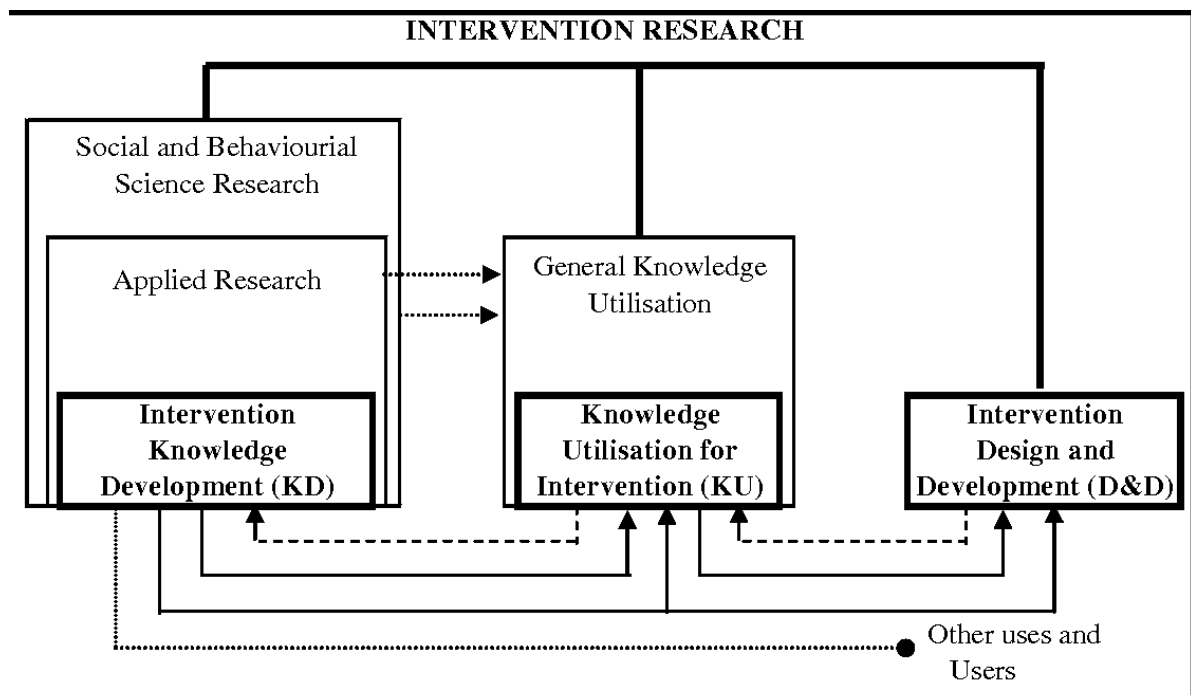 INTERVENTION RESEARCH
Social and Behaviourial
Science Research
Applied Research
General Knowledge
Utilisation
Intervention
Knowledge
Development (KD)
Knowledge
Utilisation for
Intervention (KU)
Intervention
Design and
Development (D&D)
Other uses and
Users